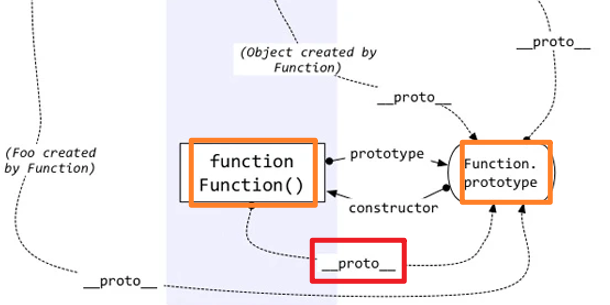 __proto__
(Object created by
Function)
__proto__
(Foo created
by Function)
function
Function()
prototype
Function.
prototype
constructor
__proto__
__proto__